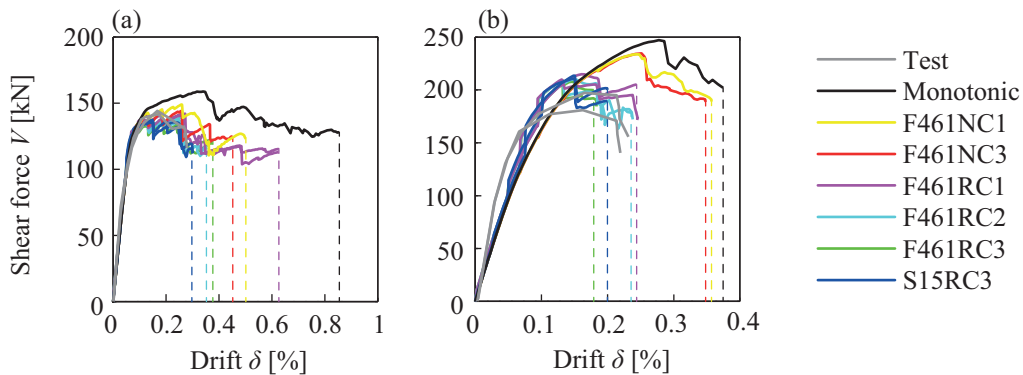 (a)
(b)
Shear force V [kN]
200
150
100
50
0
0 0.2 0.4 0.6 0.8 1
Drift δ [%]
250
200
150
100
50
0
0 0.1 0.2 0.3 0.4
Drift δ [%]
Test
Monotonic
F461NC1
F461NC3
F461RC1
F461RC2
F461RC3
S15RC3